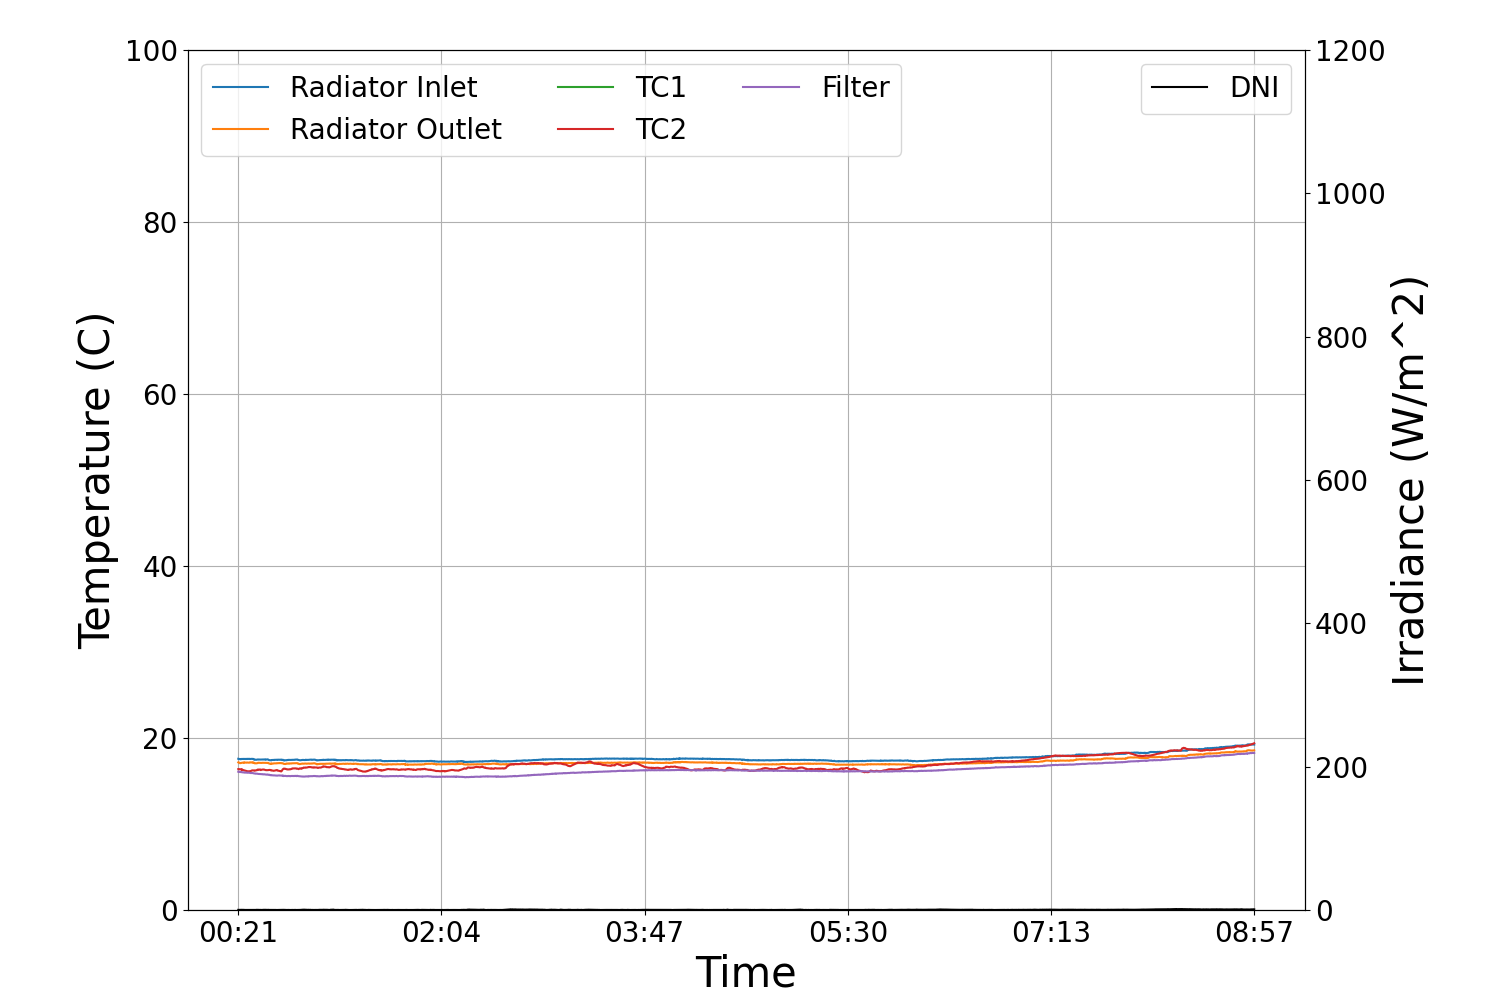 Radiator Inlet
Radiator Outlet
TC1
TC2
Filter
DNI
100
80
60
40
20
0
Temperature (C)
1200
1000
800
600
400
200
0
Irradiance (W/m^2)
00:21 02:04 03:47 05:30 07:13 08:57
Time